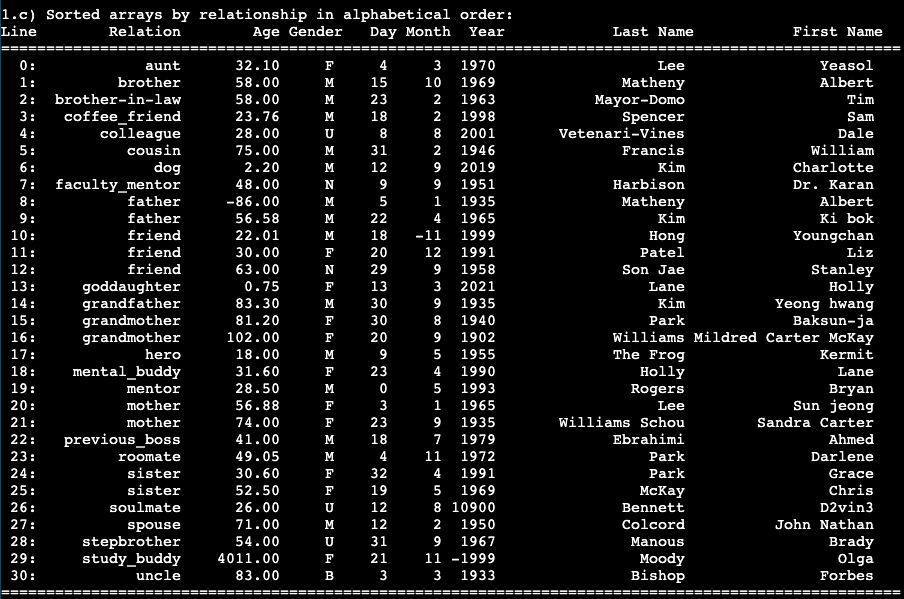 1.c) Sorted arrays by relationship in alphabetical order:
Line Relation Age Gender Day Month Year Last Name First Name
====================================================================================================
0: aunt 32.10 F 4 3 1970 Lee Yeasol
1: brother 58.00 M 15 10 1969 Matheny Albert
2: brother-in-law 58.00 M 23 2 1963 Mayor-Domo Tim
3: coffee_friend 23.76 M 18 2 1998 Spencer Sam
4: colleague 28.00 U 8 8 2001 Vetenari-Vines Dale
5: cousin 75.00 M 31 2 1946 Francis William
6: dog 2.20 M 12 9 2019 Kim Charlotte
7: faculty_mentor 48.00 N 9 9 1951 Harbison Dr. Karan
8: father -86.00 M 5 1 1935 Matheny Albert
9: father 56.58 M 22 4 1965 Kim Ki bok
10: friend 22.01 M 18 -11 1999 Hong Youngchan
11: friend 30.00 F 20 12 1991 Patel Liz
12: friend 63.00 N 29 9 1958 Son Jae Stanley
13: goddaughter 0.75 F 13 3 2021 Lane Holly
14: grandfather 83.30 M 30 9 1935 Kim Yeong hwang
15: grandmother 81.20 F 30 8 1940 Park Baksun-ja
16: grandmother 102.00 F 20 9 1902 Williams Mildred Carter McKay
17: hero 18.00 M 9 5 1955 The Frog Kermit
18: mental_buddy 31.60 F 23 4 1990 Holly Lane
19: mentor 28.50 M 0 5 1993 Rogers Bryan
20: mother 56.88 F 3 1 1965 Lee Sun jeong
21: mother 74.00 F 23 9 1935 Williams Schou Sandra Carter
22: previous_boss 41.00 M 18 7 1979 Ebrahimi Ahmed
23: roomate 49.05 M 4 11 1972 Park Darlene
24: sister 30.60 F 32 4 1991 Park Grace
25: sister 52.50 F 19 5 1969 McKay Chris
26: soulmate 26.00 U 12 8 10900 Bennett D2vin3
27: spouse 71.00 M 12 2 1950 Colcord John Nathan
28: stepbrother 54.00 U 31 9 1967 Manous Brady
29: study_buddy 4011.00 F 21 11 -1999 Moody Olga
30: uncle 83.00 B 3 3 1933 Bishop Forbes
====================================================================================================